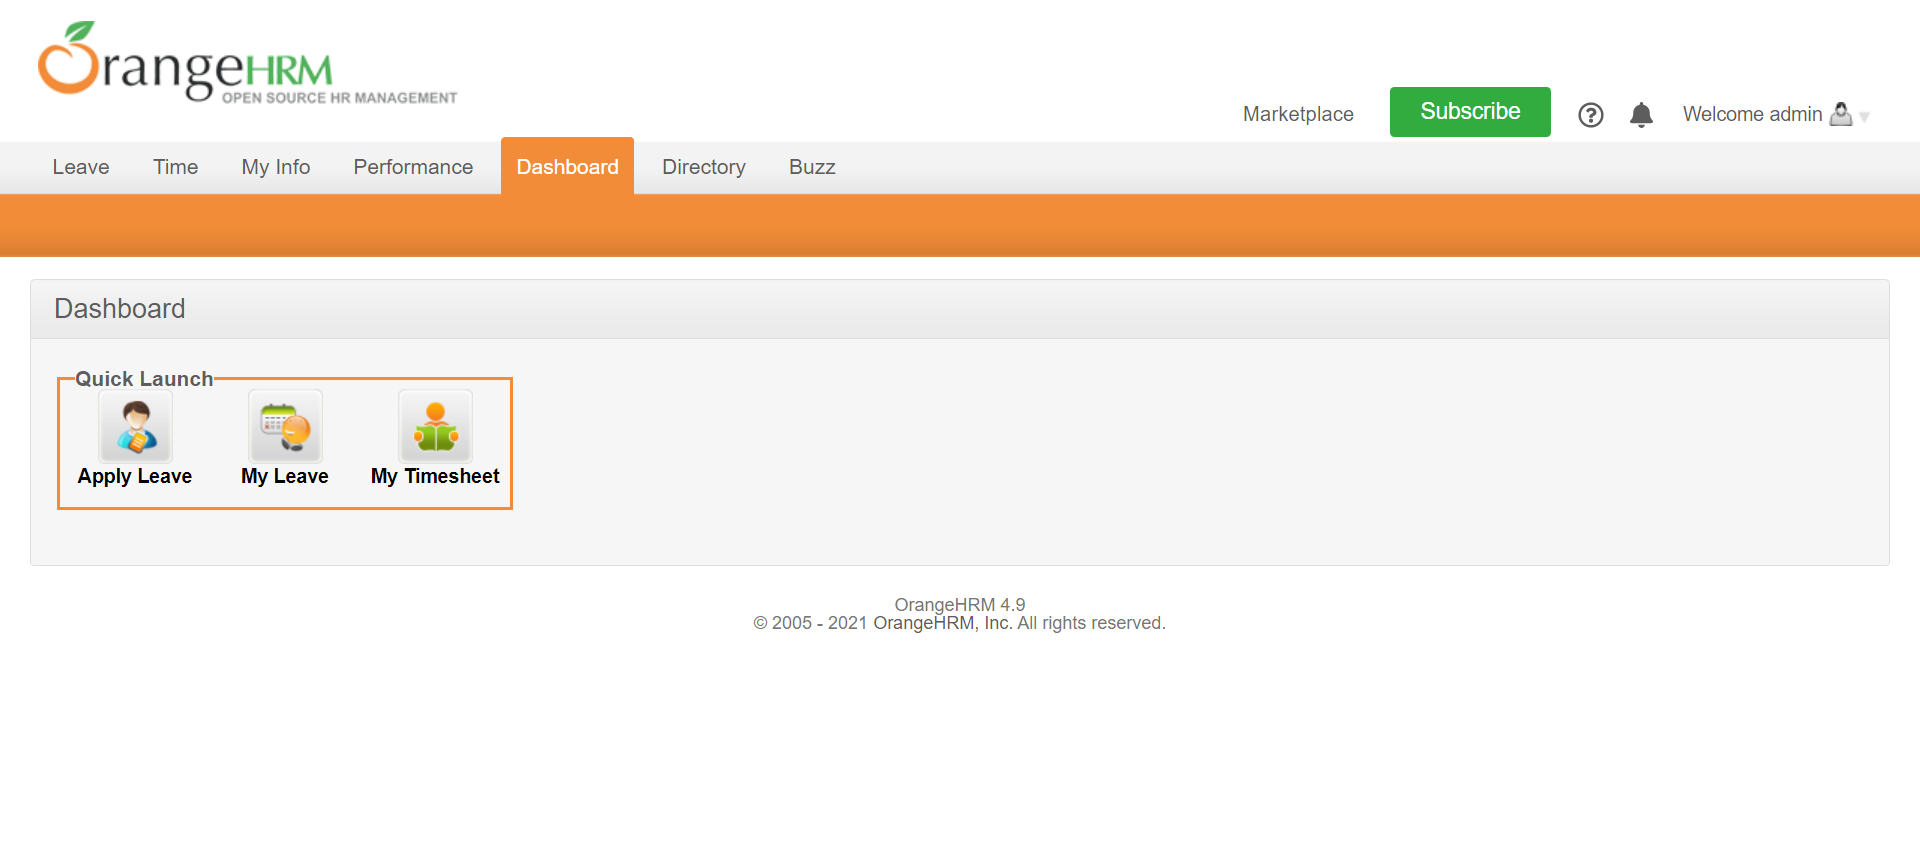 OrangeHRM
OPEN SOURCE HR MANAGEMENT
Marketplace
Subscribe
Welcome admin
Leave
Time
My Info
Performance
Dashboard
Directory
Buzz
Dashboard
Quick Launch
Apply Leave
My Leave
My Timesheet
OrangeHRM 4.9
© 2005 - 2021 OrangeHRM, Inc. All rights reserved.